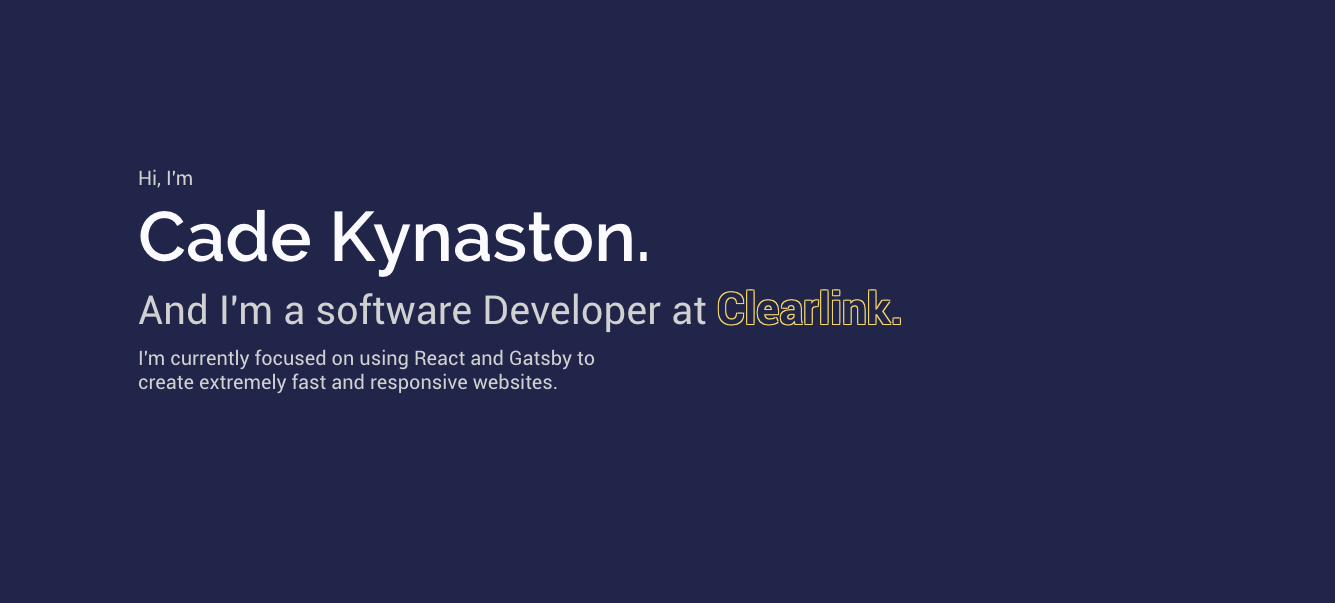 Hi, I'm
Cade Kynaston.
And I'm a software Developer at Clearlink.
I'm currently focused on using React and Gatsby to
create extremely fast and responsive websites.